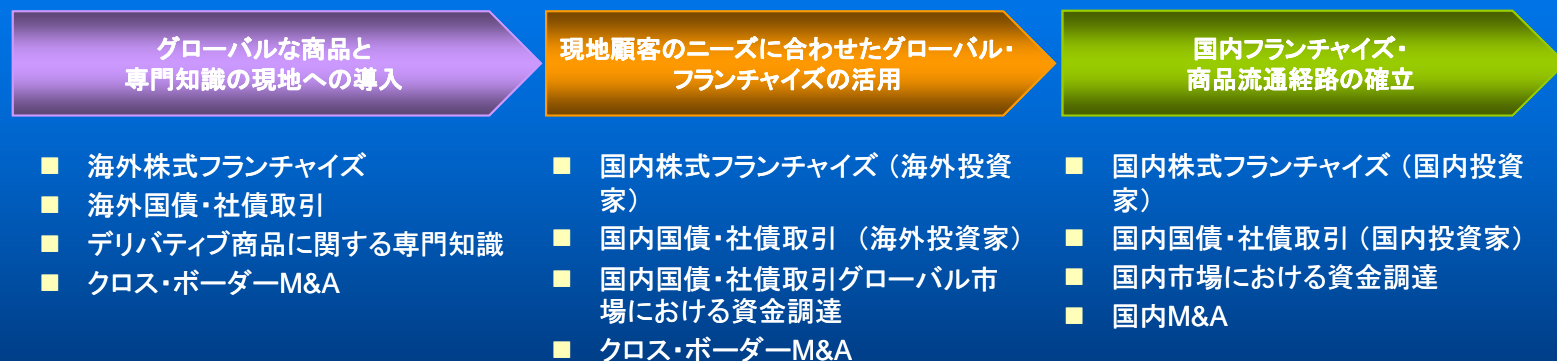 グローバルな商品と
専門知識の現地への導入
現地顧客のニーズに合わせたグローバル・
フランチャイズの活用
国内フランチャイズ・
商品流通経路の確立
海外株式フランチャイズ
海外国債・社債取引
デリバティブ商品に関する専門知識
クロス・ボーダーM&A
国内株式フランチャイズ（海外投資
家）
国内国債・社債取引　（海外投資家）
国内国債・社債取引グローバル市
場における資金調達
クロス・ボーダーM&A
国内株式フランチャイズ（国内投資
家）
国内国債・社債取引（国内投資家）
国内市場における資金調達
国内M&A